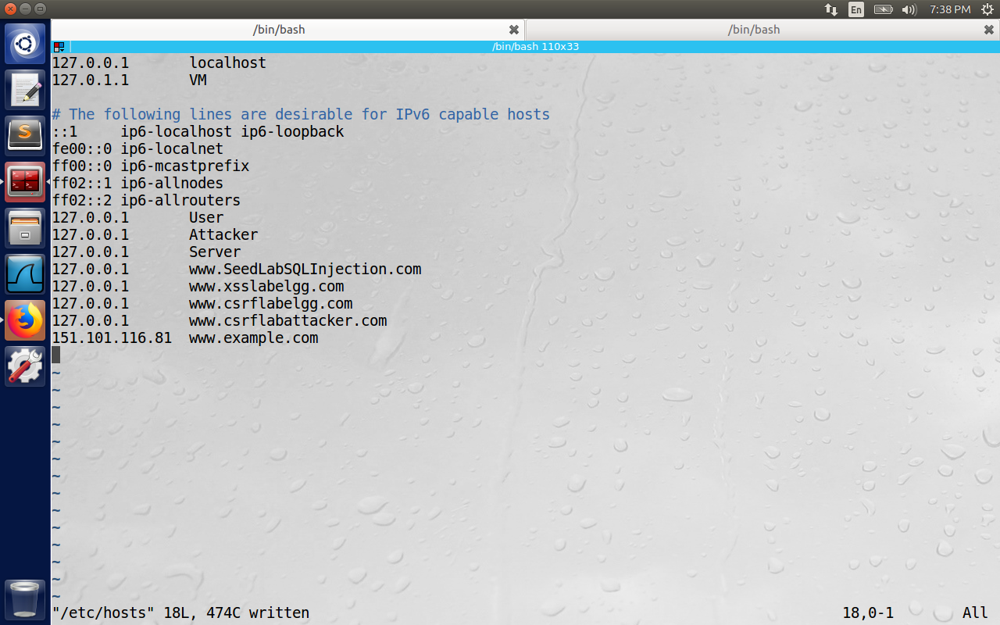 En 7:38 PM
/bin/bash /bin/bash
/bin/bash 110x33
127.0.0.1 localhost
127.0.1.1 VM
# The following lines are desirable for IPv6 capable hosts
::1 ip6-localhost ip6-loopback
fe00::0 ip6-localnet
ff00::0 ip6-mcastprefix
ff02::1 ip6-allnodes
ff02::2 ip6-allrouters
127.0.0.1 User
127.0.0.1 Attacker
127.0.0.1 Server
127.0.0.1 www.SeedLabSQLInjection.com
127.0.0.1 www.xsslabelgg.com
127.0.0.1 www.csrflabelgg.com
127.0.0.1 www.csrflabattacker.com
151.101.116.81 www.example.com
~
~
~
~
~
~
~
~
~
~
~
~
~
~
"/etc/hosts" 18L, 474C written 18,0-1 All